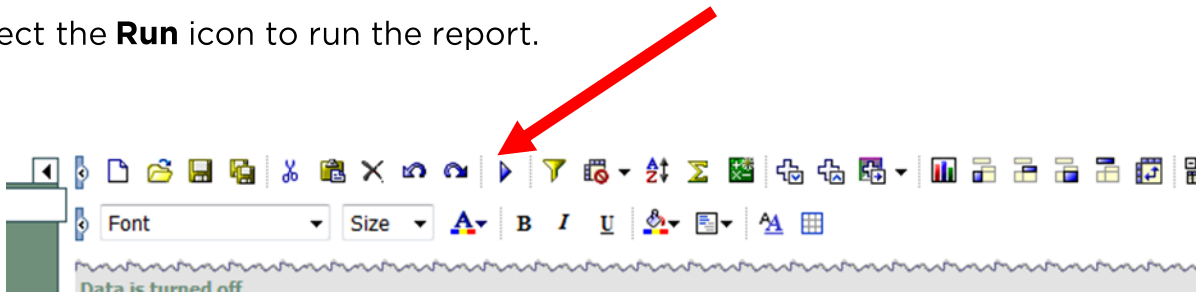 ect the Run icon to run the report.
Font Size A B I U
Data is turned off